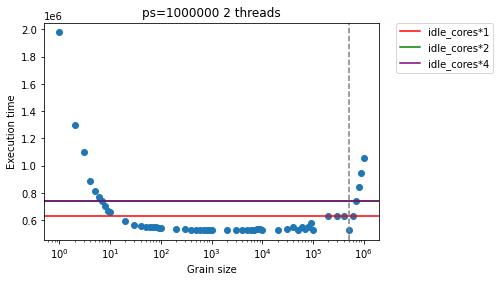 ps=1000000 2 threads
1e6
2.0
1.8
1.6
1.4
1.2
1.0
0.8
0.6
Execution time
10^0
10^1
10^2
10^3
10^4
10^5
10^6
Grain size
idle_cores*1
idle_cores*2
idle_cores*4